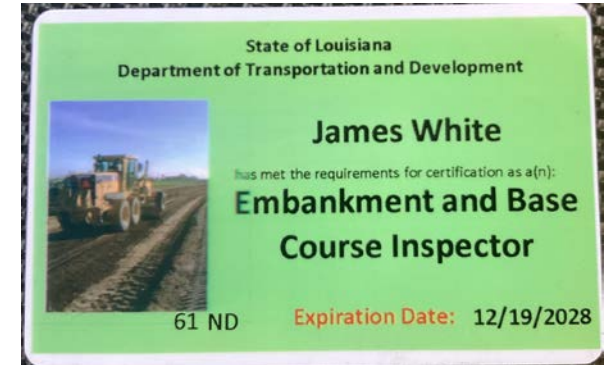 State of Louisiana
Department of Transportation and Development
James White
has met the requirements for certification as a(n):
Embankment and Base
Course Inspector
61 ND Expiration Date: 12/19/2028